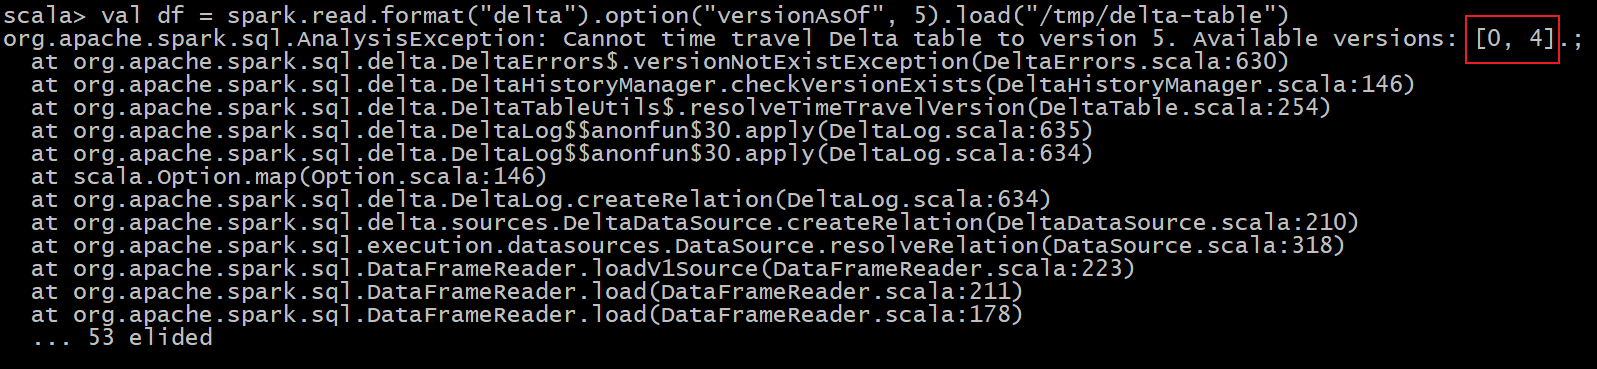 scala> val df = spark.read.format("delta").option("versionAsOf", 5).load("/tmp/delta-table")
org.apache.spark.sql.AnalysisException: Cannot time travel Delta table to version 5. Available versions: [0, 4].;
  at org.apache.spark.sql.delta.DeltaErrors$.versionNotExistException(DeltaErrors.scala:630)
  at org.apache.spark.sql.delta.DeltaHistoryManager.checkVersionExists(DeltaHistoryManager.scala:146)
  at org.apache.spark.sql.delta.DeltaTableUtils$.resolveTimeTravelVersion(DeltaTable.scala:254)
  at org.apache.spark.sql.delta.DeltaLog$$anonfun$30.apply(DeltaLog.scala:635)
  at org.apache.spark.sql.delta.DeltaLog$$anonfun$30.apply(DeltaLog.scala:634)
  at scala.Option.map(Option.scala:146)
  at org.apache.spark.sql.delta.DeltaLog.createRelation(DeltaLog.scala:634)
  at org.apache.spark.sql.delta.sources.DeltaDataSource.createRelation(DeltaDataSource.scala:210)
  at org.apache.spark.sql.execution.datasources.DataSource.resolveRelation(DataSource.scala:318)
  at org.apache.spark.sql.DataFrameReader.loadV1Source(DataFrameReader.scala:223)
  at org.apache.spark.sql.DataFrameReader.load(DataFrameReader.scala:211)
  at org.apache.spark.sql.DataFrameReader.load(DataFrameReader.scala:178)
  ... 53 elided